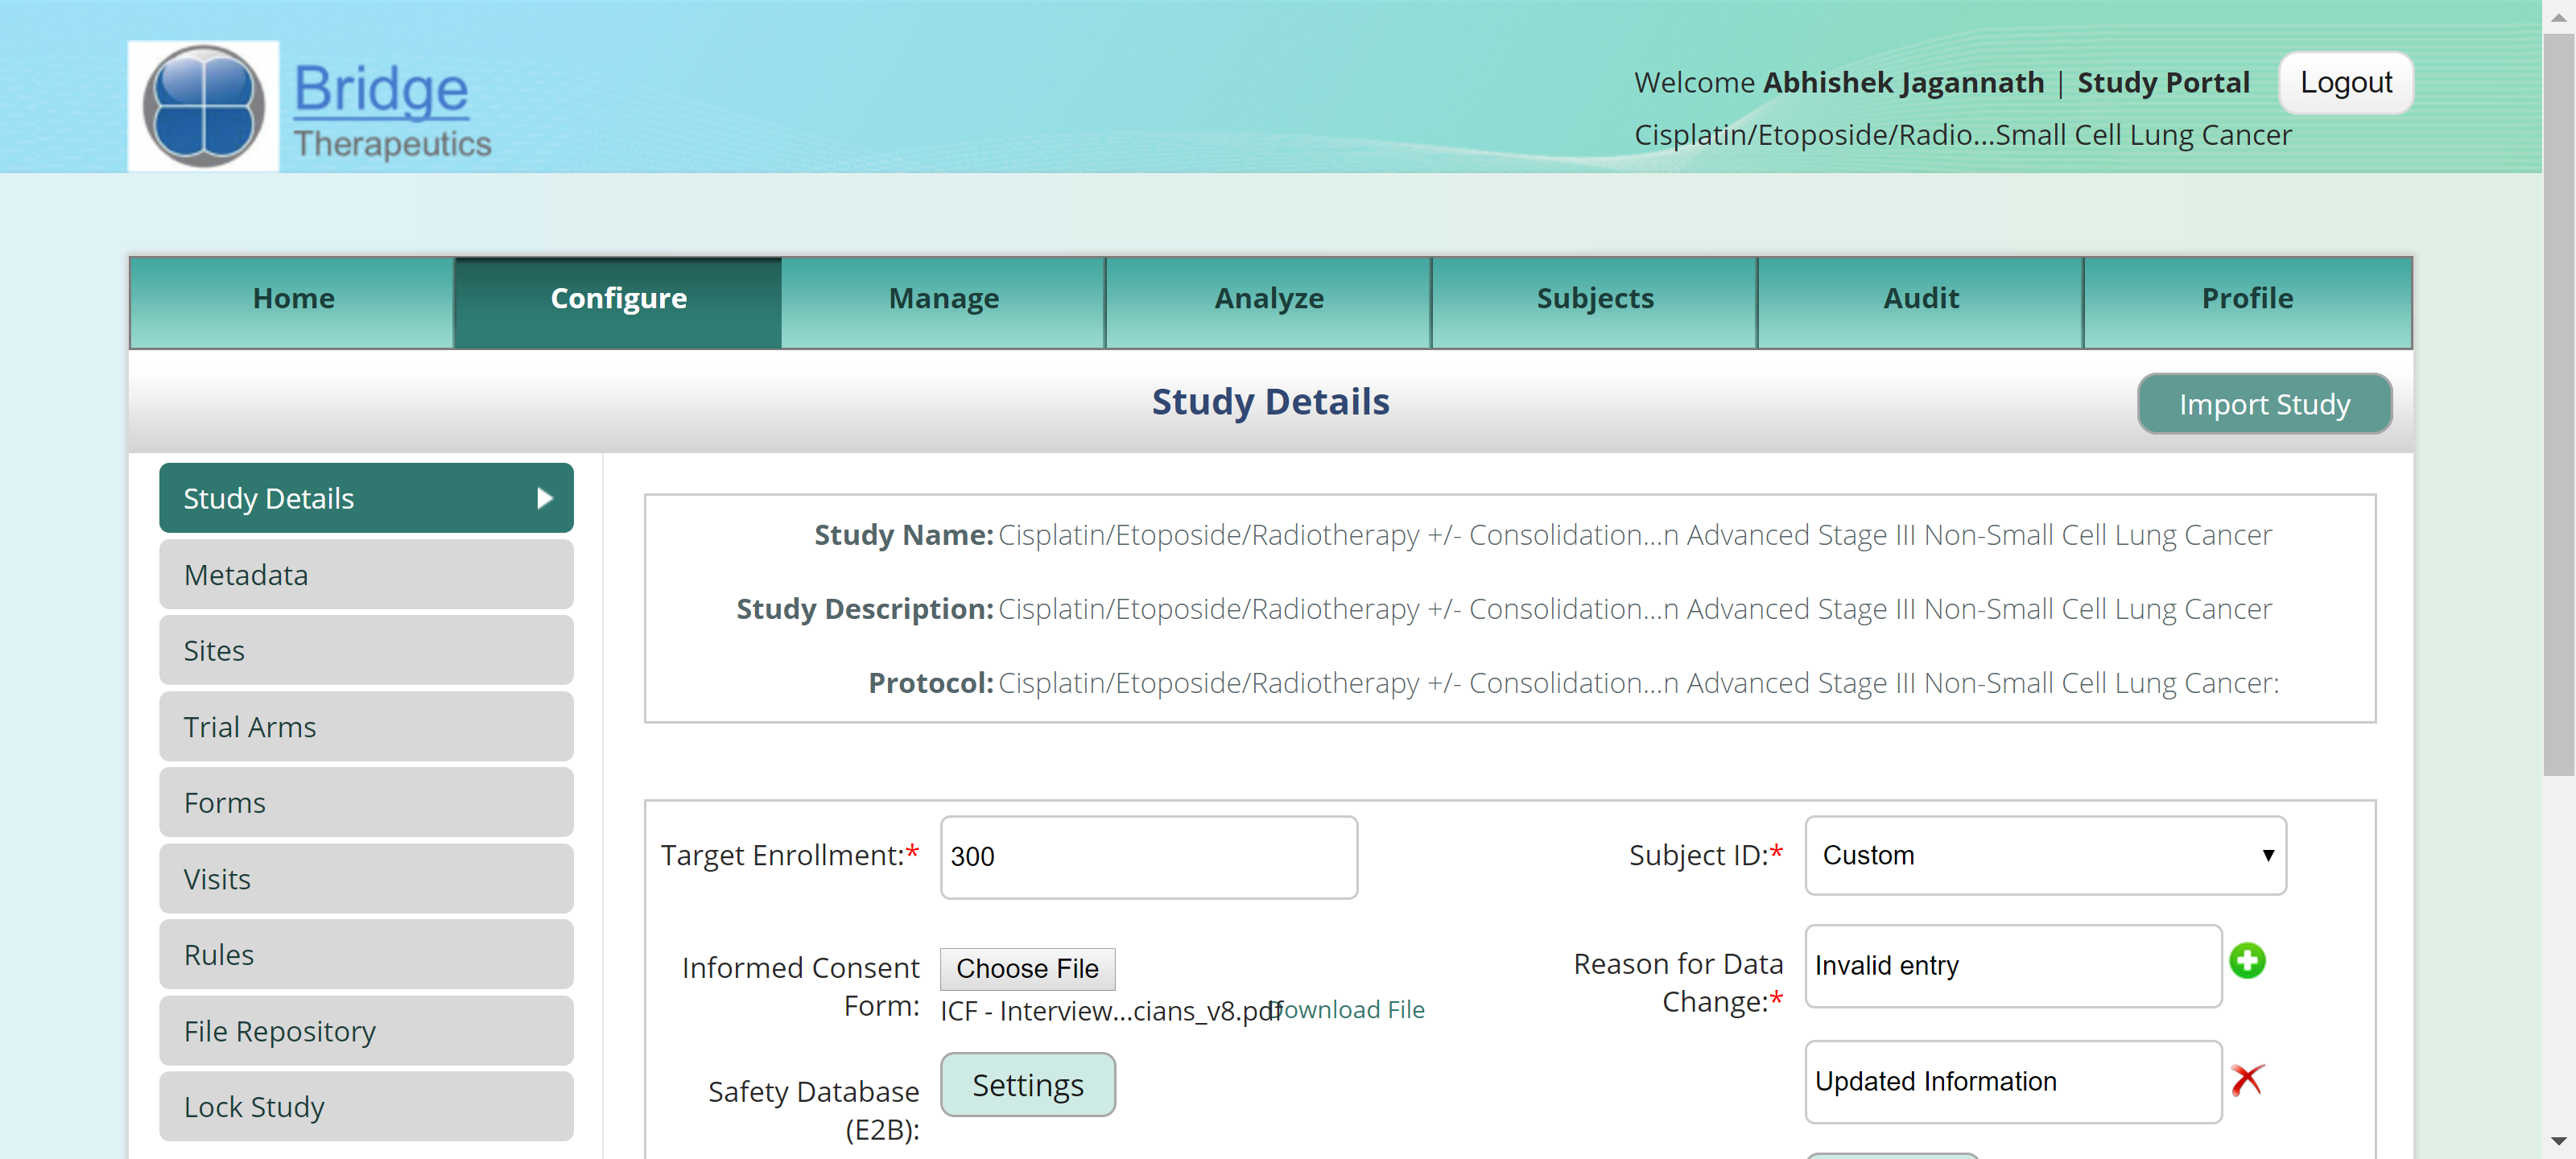 Bridge
Therapeutics
Welcome Abhishek Jagannath | Study Portal
Logout
Cisplatin/Etoposide/Radio...Small Cell Lung Cancer
Home
Configure
Manage
Analyze
Subjects
Audit
Profile
Study Details
Import Study
Study Details
Metadata
Sites
Trial Arms
Forms
Visits
Rules
File Repository
Lock Study
Study Name: Cisplatin/Etoposide/Radiotherapy +/- Consolidation...n Advanced Stage III Non-Small Cell Lung Cancer
Study Description: Cisplatin/Etoposide/Radiotherapy +/- Consolidation...n Advanced Stage III Non-Small Cell Lung Cancer
Protocol: Cisplatin/Etoposide/Radiotherapy +/- Consolidation...n Advanced Stage III Non-Small Cell Lung Cancer:
Target Enrollment:* 300
Subject ID:* Custom
Informed Consent
Form:
Choose File
ICF - Interview...cians_v8.pdf
Download File
Reason for Data
Change:*
Invalid entry
Updated Information
Safety Database
(E2B):
Settings